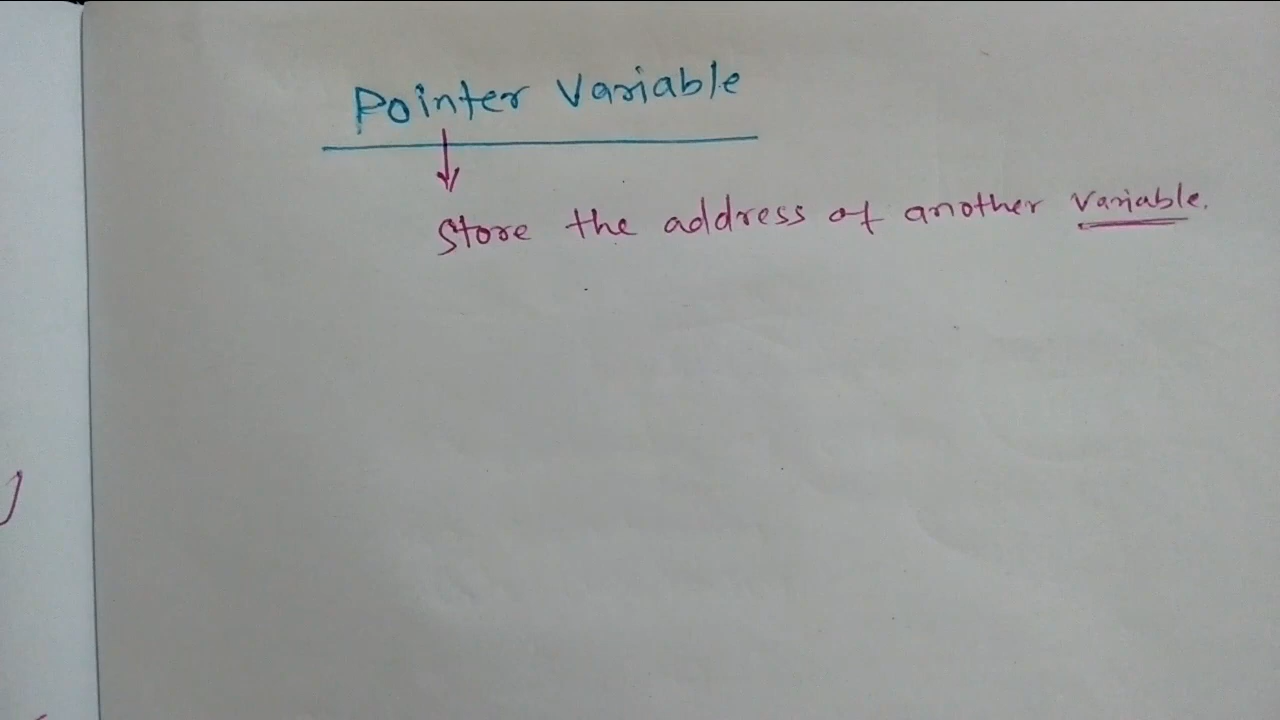 Pointer Variable
Store the address of another variable.